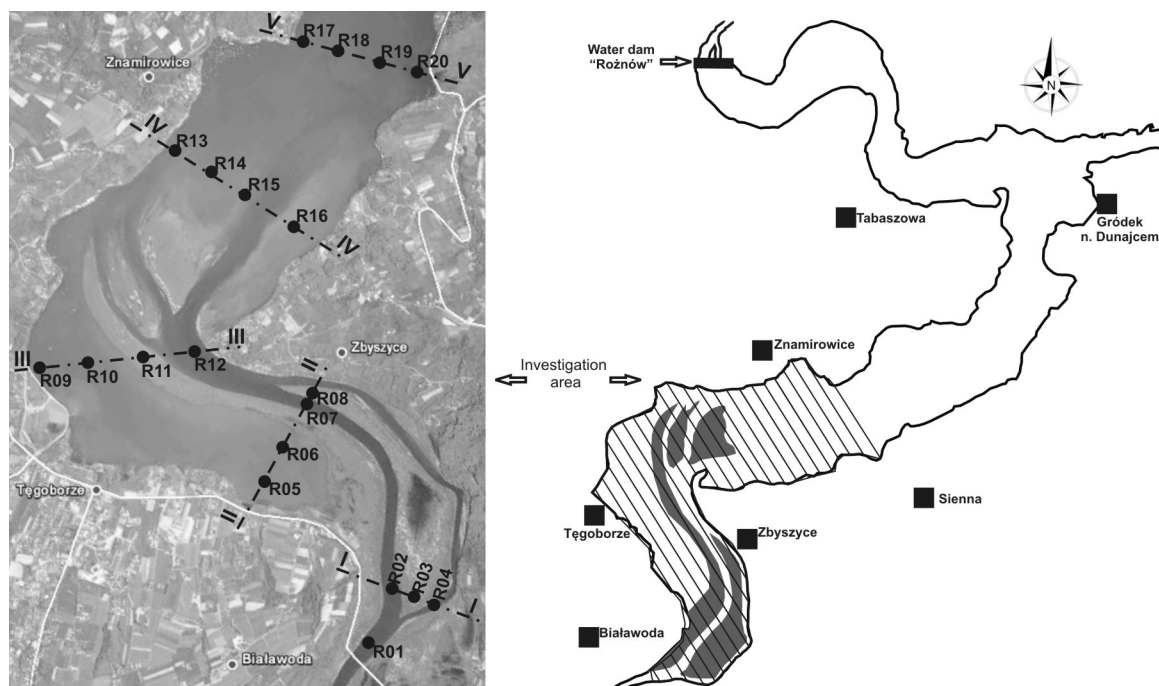 V
R17
R18
R19
R20
V
Znamirowice
IV
R13
R14
R15
R16
IV
III
R09
R10
R11
R12
III
Zbyszyce
II
R08
R07
R06
R05
II
Tęgoborze
I
R02
R03
R04
I
R01
Białawoda
Water dam
“Rożnów”
N
Tabaszowa
Gródek
n. Dunajcem
Znamirowice
Investigation
area
Sienna
Tęgoborze
Zbyszyce
Białawoda